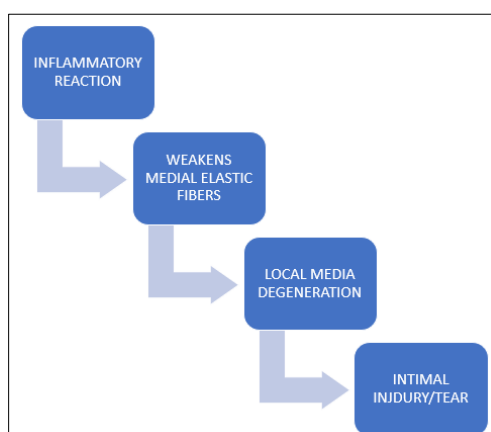 INFLAMMATORY
REACTION
WEAKENS
MEDIAL ELASTIC
FIBERS
LOCAL MEDIA
DEGENERATION
INTIMAL
INJDURY/TEAR